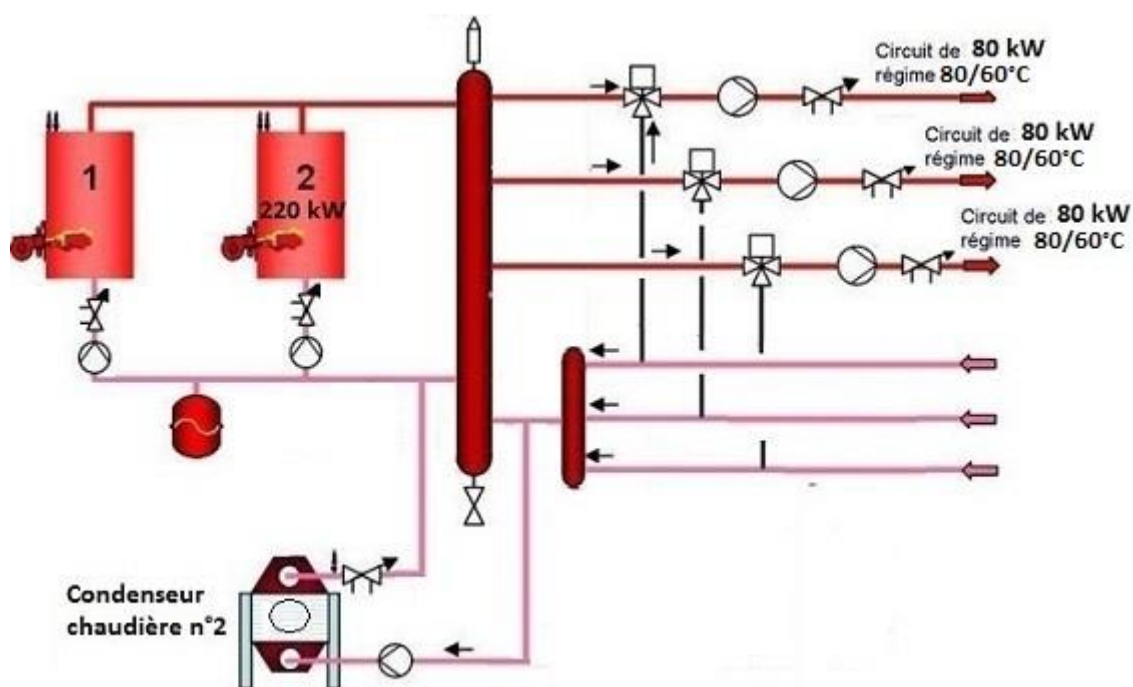 Circuit de 80 kW
régime 80/60°C
Circuit de 80 kW
régime 80/60°C
1
2
220 kW
Circuit de 80 kW
régime 80/60°C
Condenseur
chaudière n°2